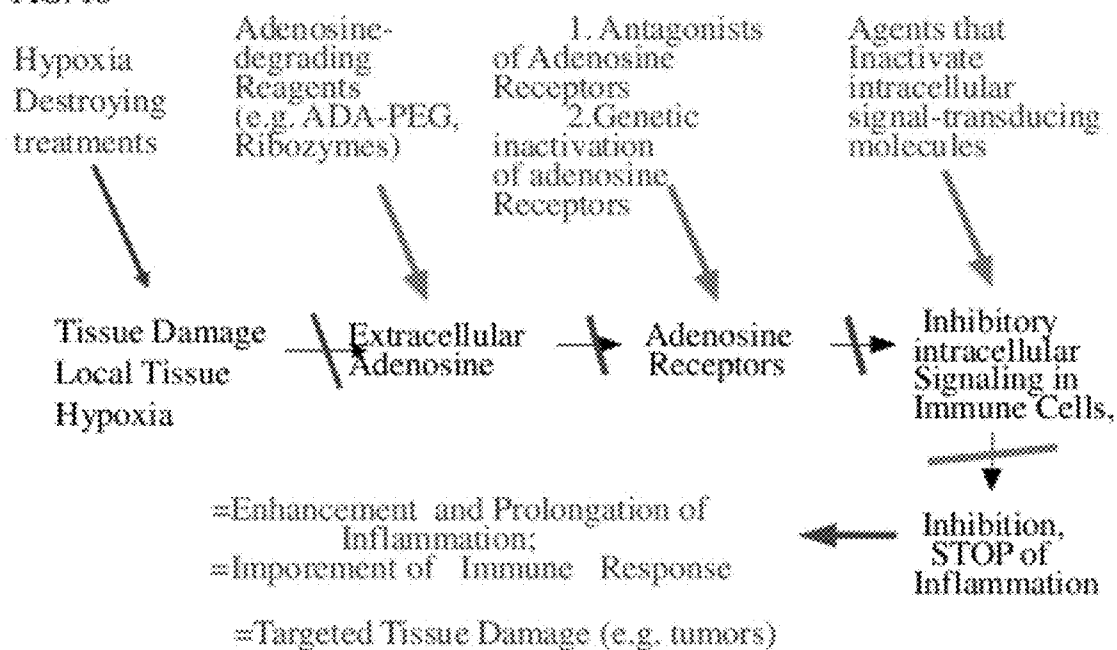 Hypoxia
Destroying
treatments
Adenosine-
degrading
Reagents
(e.g. ADA-PEG,
Ribozymes)
1. Antagonists
of Adenosine
Receptors
2.Genetic
inactivation
of adenosine
Receptors
Agents that
Inactivate
intracellular
signal-transducing
molecules
Tissue Damage
Local Tissue
Hypoxia
Extracellular
Adenosine
Adenosine
Receptors
Inhibitory
intracellular
Signaling in
Immune Cells,
Inhibition,
STOP of
Inflammation
=Enhancement and Prolongation of
Inflammation;
=Imporement of Immune Response
=Targeted Tissue Damage (e.g. tumors)